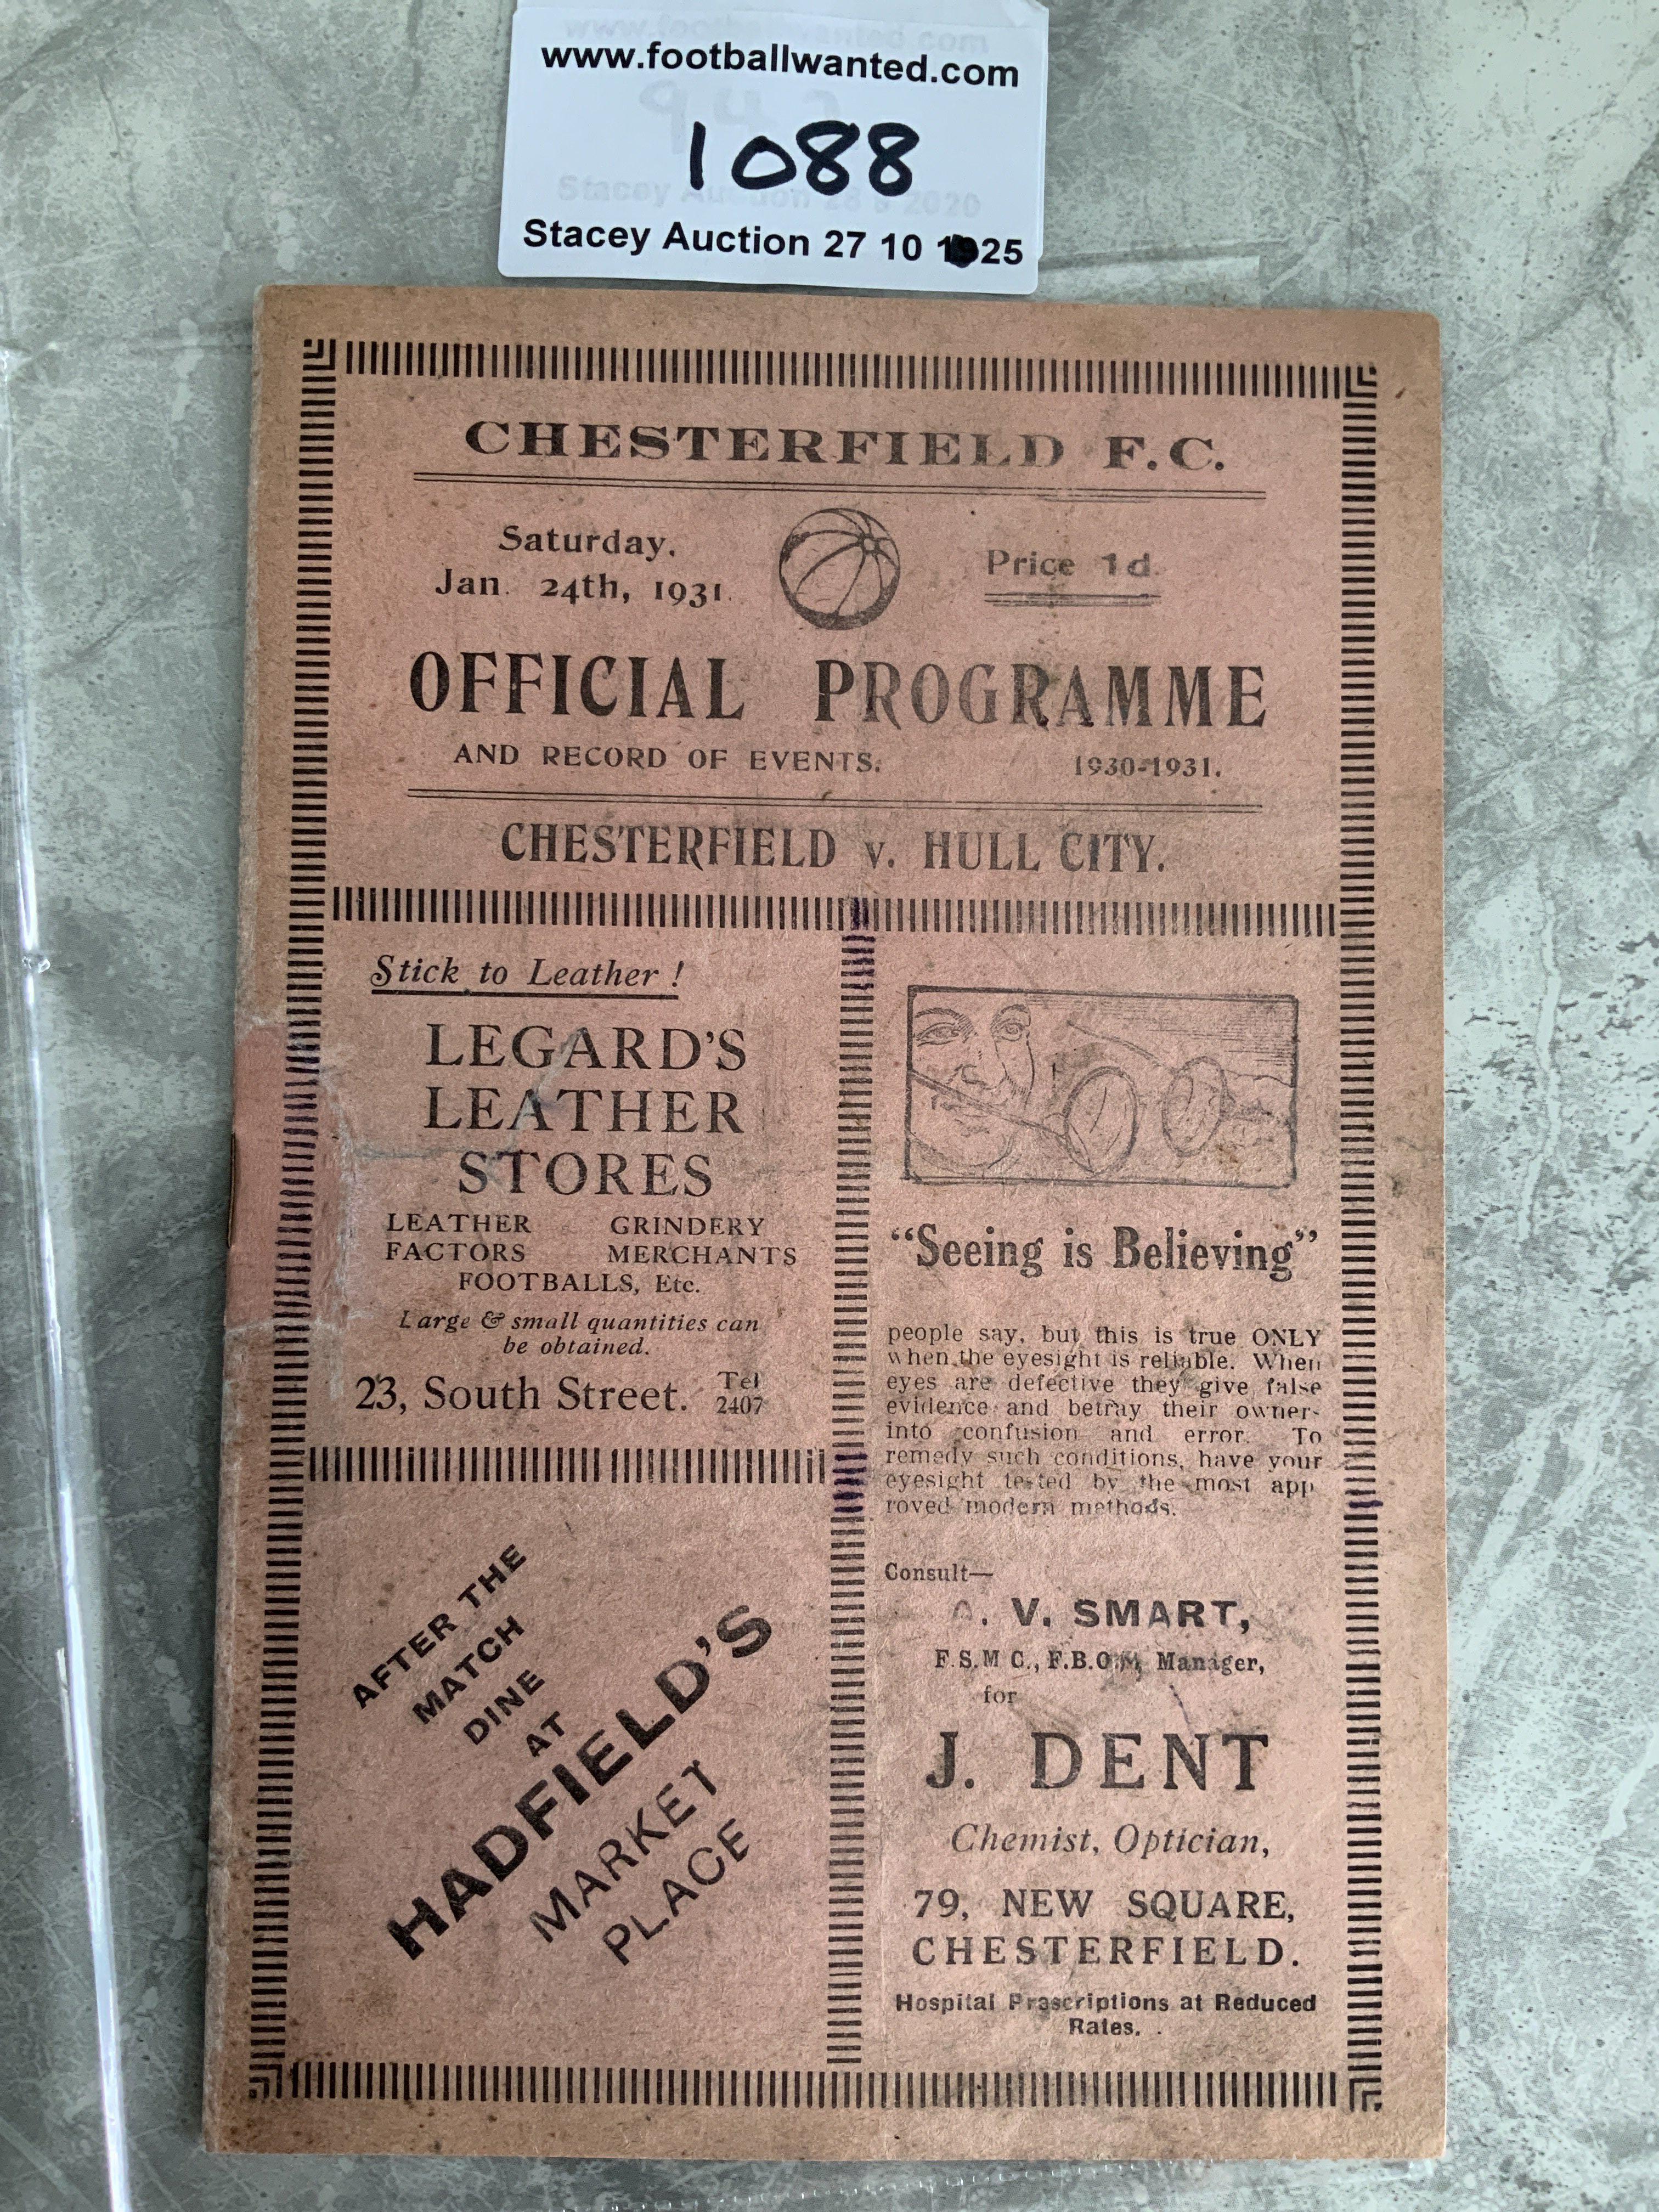 www.footballwanted.com
1088
Stacey Auction 27 10 25
CHESTERFIELD F.C.
Saturday,
Jan. 24th, 1931.
Price 1d.
OFFICIAL PROGRAMME
AND RECORD OF EVENTS. 1930-1931.
CHESTERFIELD v. HULL CITY.
Stick to Leather!
LEGARD'S
LEATHER
STORES
LEATHER GRINDERY
FACTORS MERCHANTS
FOOTBALLS, Etc.
Large & small quantities can
be obtained.
23, South Street. Tel
2407
AFTER THE
MATCH
DINE
AT
HADFIELD'S
MARKET
PLACE
"Seeing is Believing"
people say, but this is true ONLY
when the eyesight is reliable. When
eyes are defective they give false
evidence and betray their owner-
into confusion and error. To
remedy such conditions, have your
eyesight tested by the most app
roved modern methods.
Consult—
V. SMART,
F.S.M C., F.B.O Manager,
for
J. DENT
Chemist, Optician,
79, NEW SQUARE,
CHESTERFIELD.
Hospital Prascriptions at Reduced
Rates.